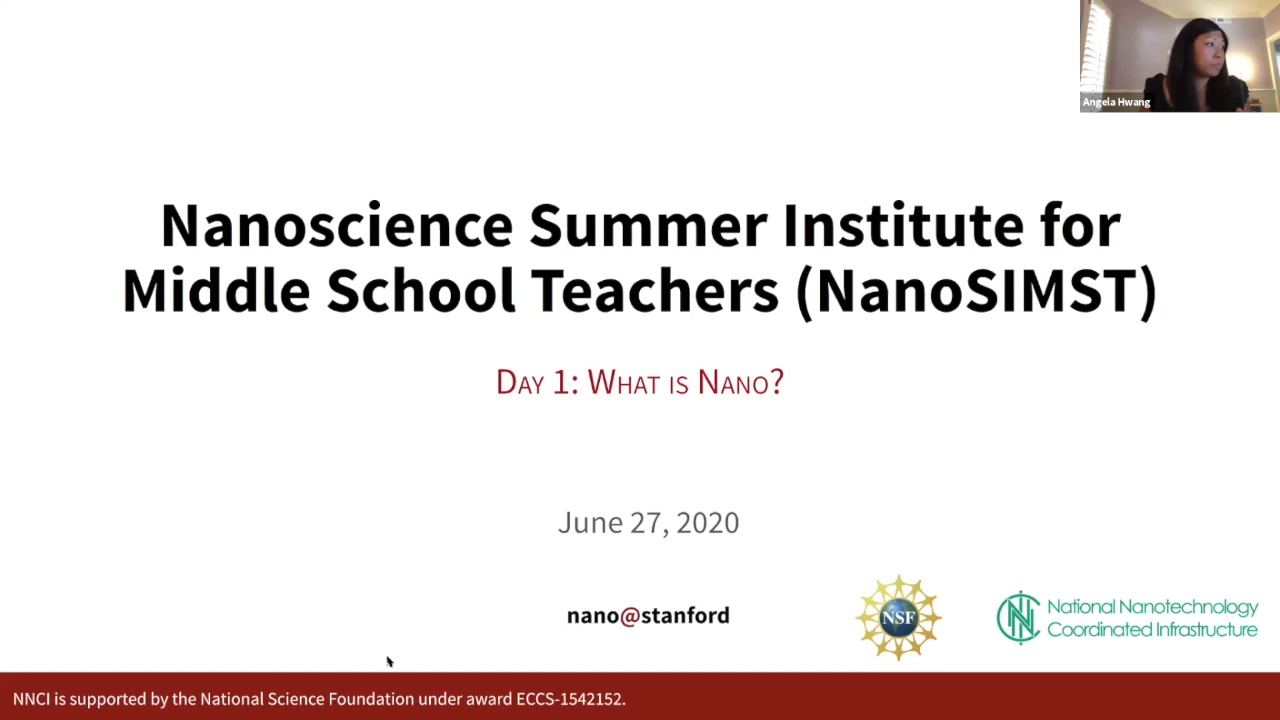 Angela Hwang
Nanoscience Summer Institute for
Middle School Teachers (NanoSIMST)
Day 1: What is Nano?
June 27, 2020
nano@stanford
NSF
National Nanotechnology
Coordinated Infrastructure
NNCI is supported by the National Science Foundation under award ECCS-1542152.